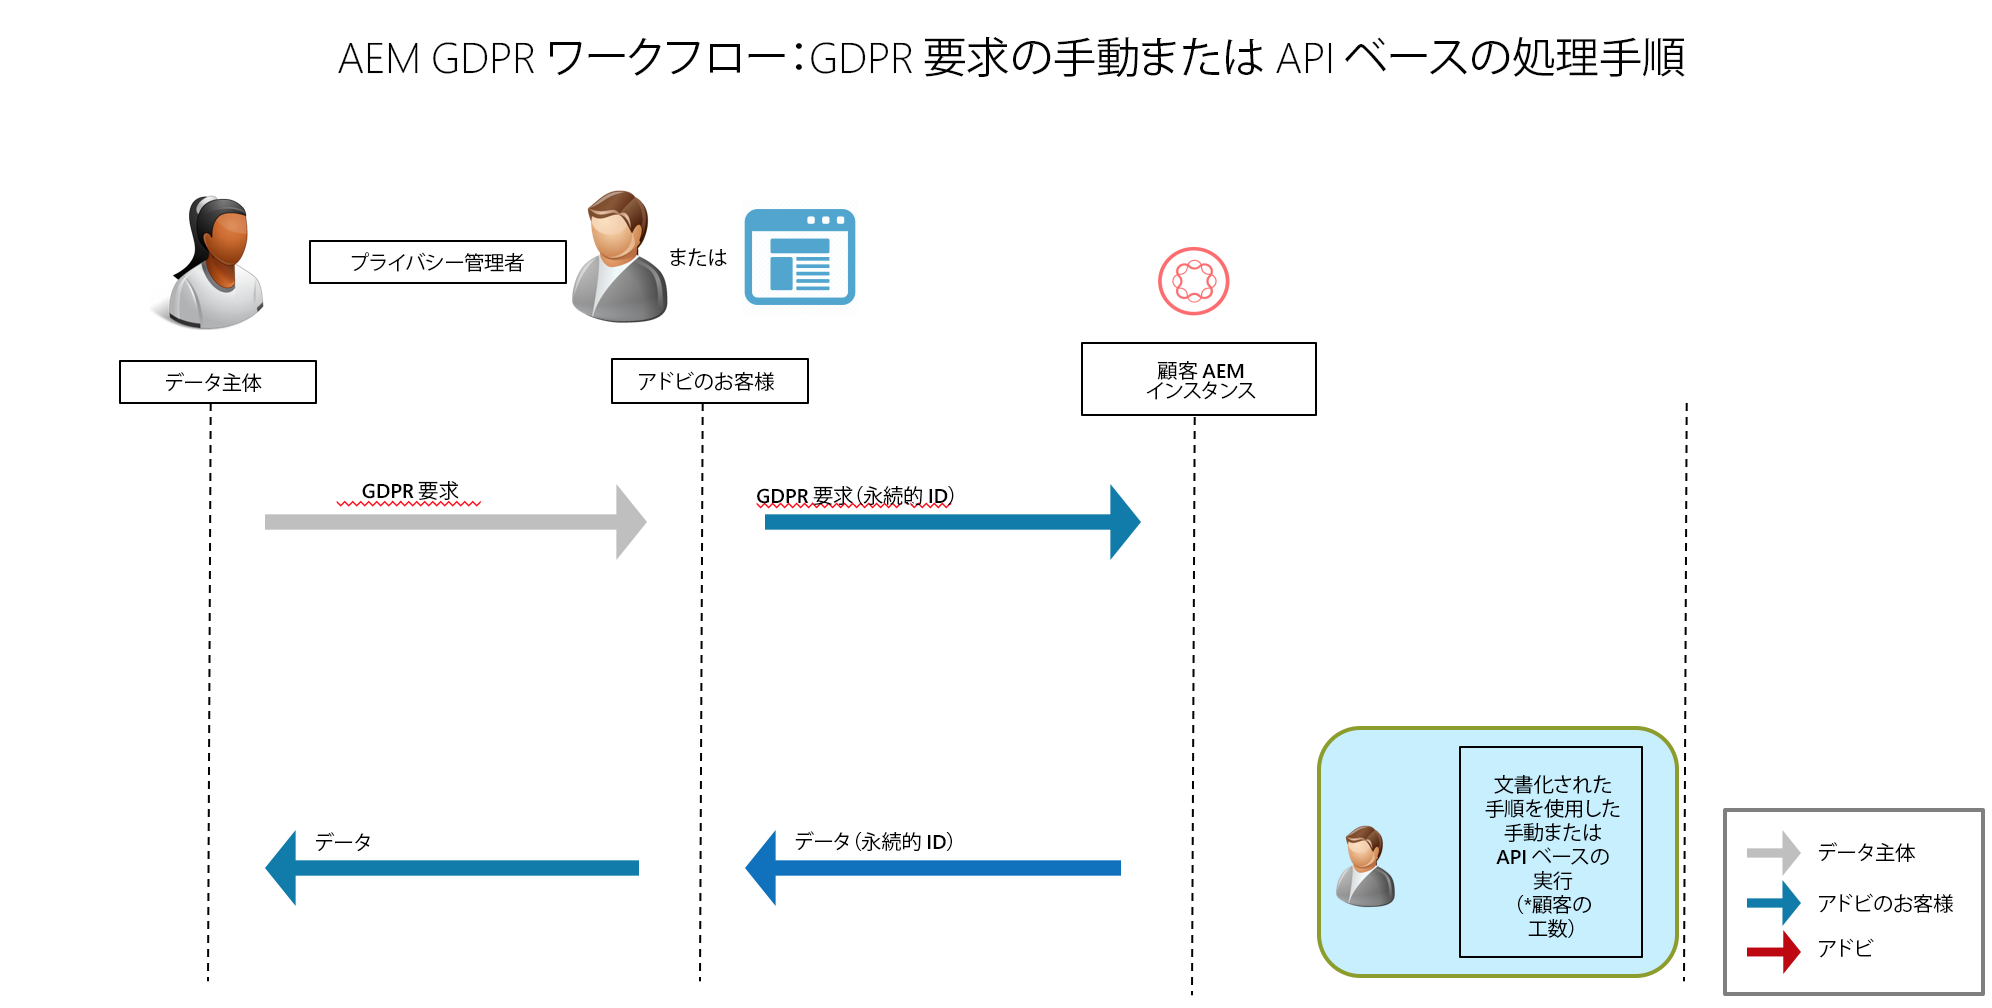 AEM GDPR ワークフロー：GDPR 要求の手動または API ベースの処理手順
プライバシー管理者
または
データ主体
アドビのお客様
顧客 AEM
インスタンス
GDPR 要求
GDPR 要求（永続的 ID）
データ
データ（永続的 ID）
文書化された
手順を使用した
手動または
API ベースの
実行
（*顧客の
工数）
データ主体
アドビのお客様
アドビ